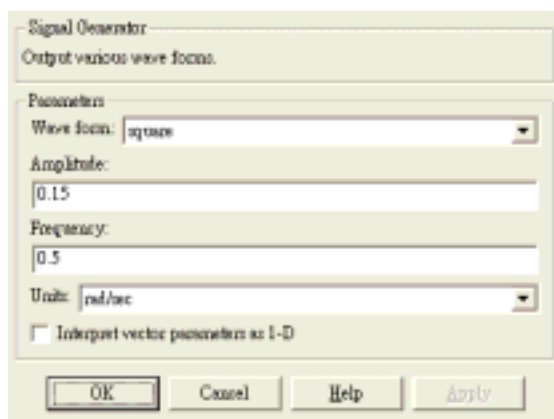 Signal Generator
Output various wave forms.
Parameters
Wave form: square
Amplitude:
0.15
Frequency:
0.5
Units: rad/sec
Interpret vector parameters as 1-D
OK Cancel Help Apply